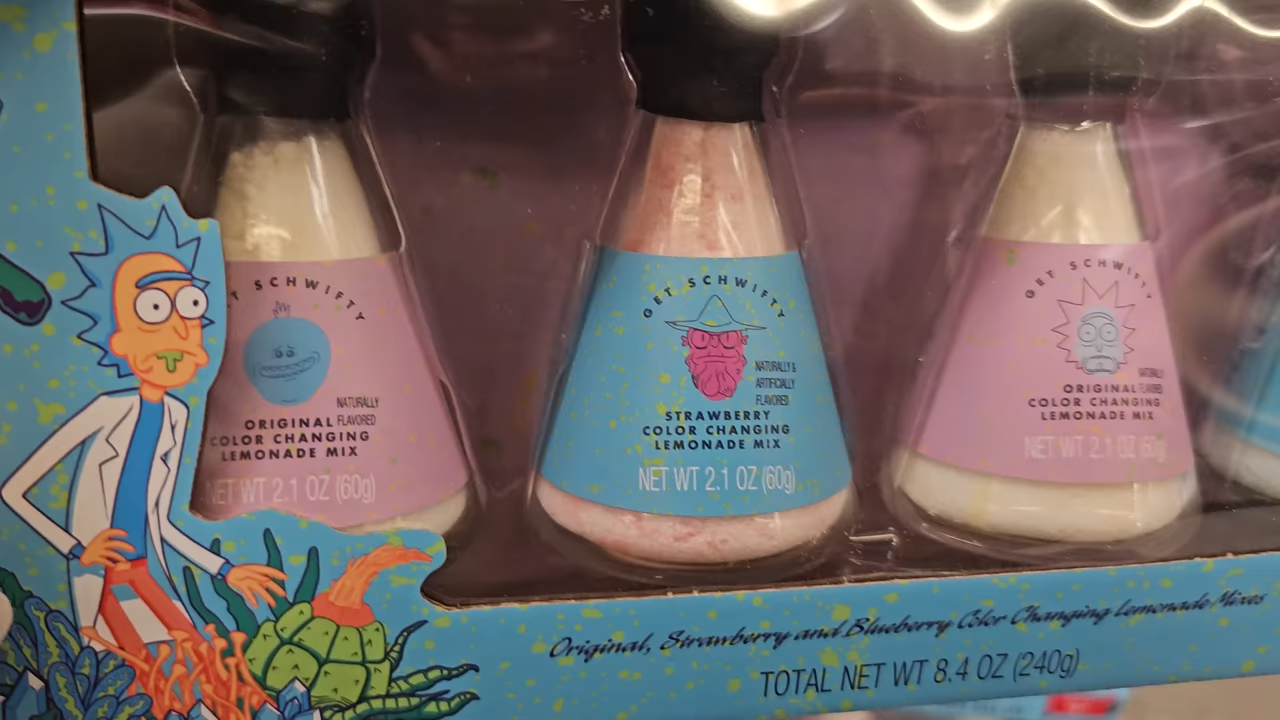 T SCHWIFTY
NATURALLY
ORIGINAL FLAVORED
COLOR CHANGING
LEMONADE MIX
NET WT 2.1 OZ (60g)
GET SCHWIFTY
NATURALLY &
ARTIFICIALLY
FLAVORED
STRAWBERRY
COLOR CHANGING
LEMONADE MIX
NET WT 2.1 OZ (60g)
GET SCHWIFTY
NATURALLY
ORIGINAL FLAVORED
COLOR CHANGING
LEMONADE MIX
NET WT 2.1 OZ (60g)
Original, Strawberry and Blueberry Color Changing Lemonade Mixes
TOTAL NET WT 8.4 OZ (240g)